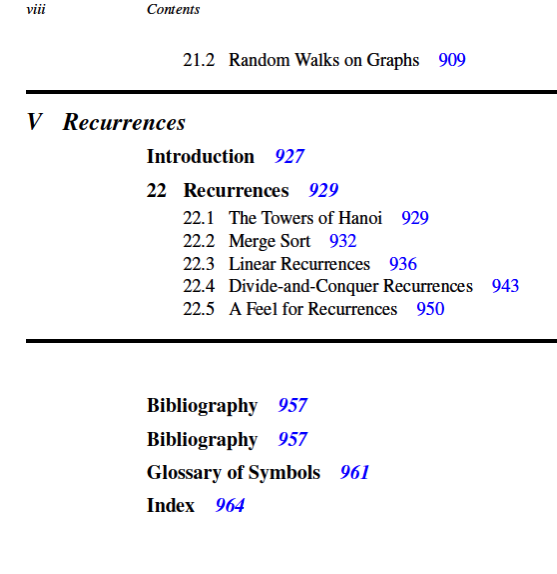 viii Contents
21.2 Random Walks on Graphs 909
V Recurrences
Introduction 927
22 Recurrences 929
22.1 The Towers of Hanoi 929
22.2 Merge Sort 932
22.3 Linear Recurrences 936
22.4 Divide-and-Conquer Recurrences 943
22.5 A Feel for Recurrences 950
Bibliography 957
Bibliography 957
Glossary of Symbols 961
Index 964